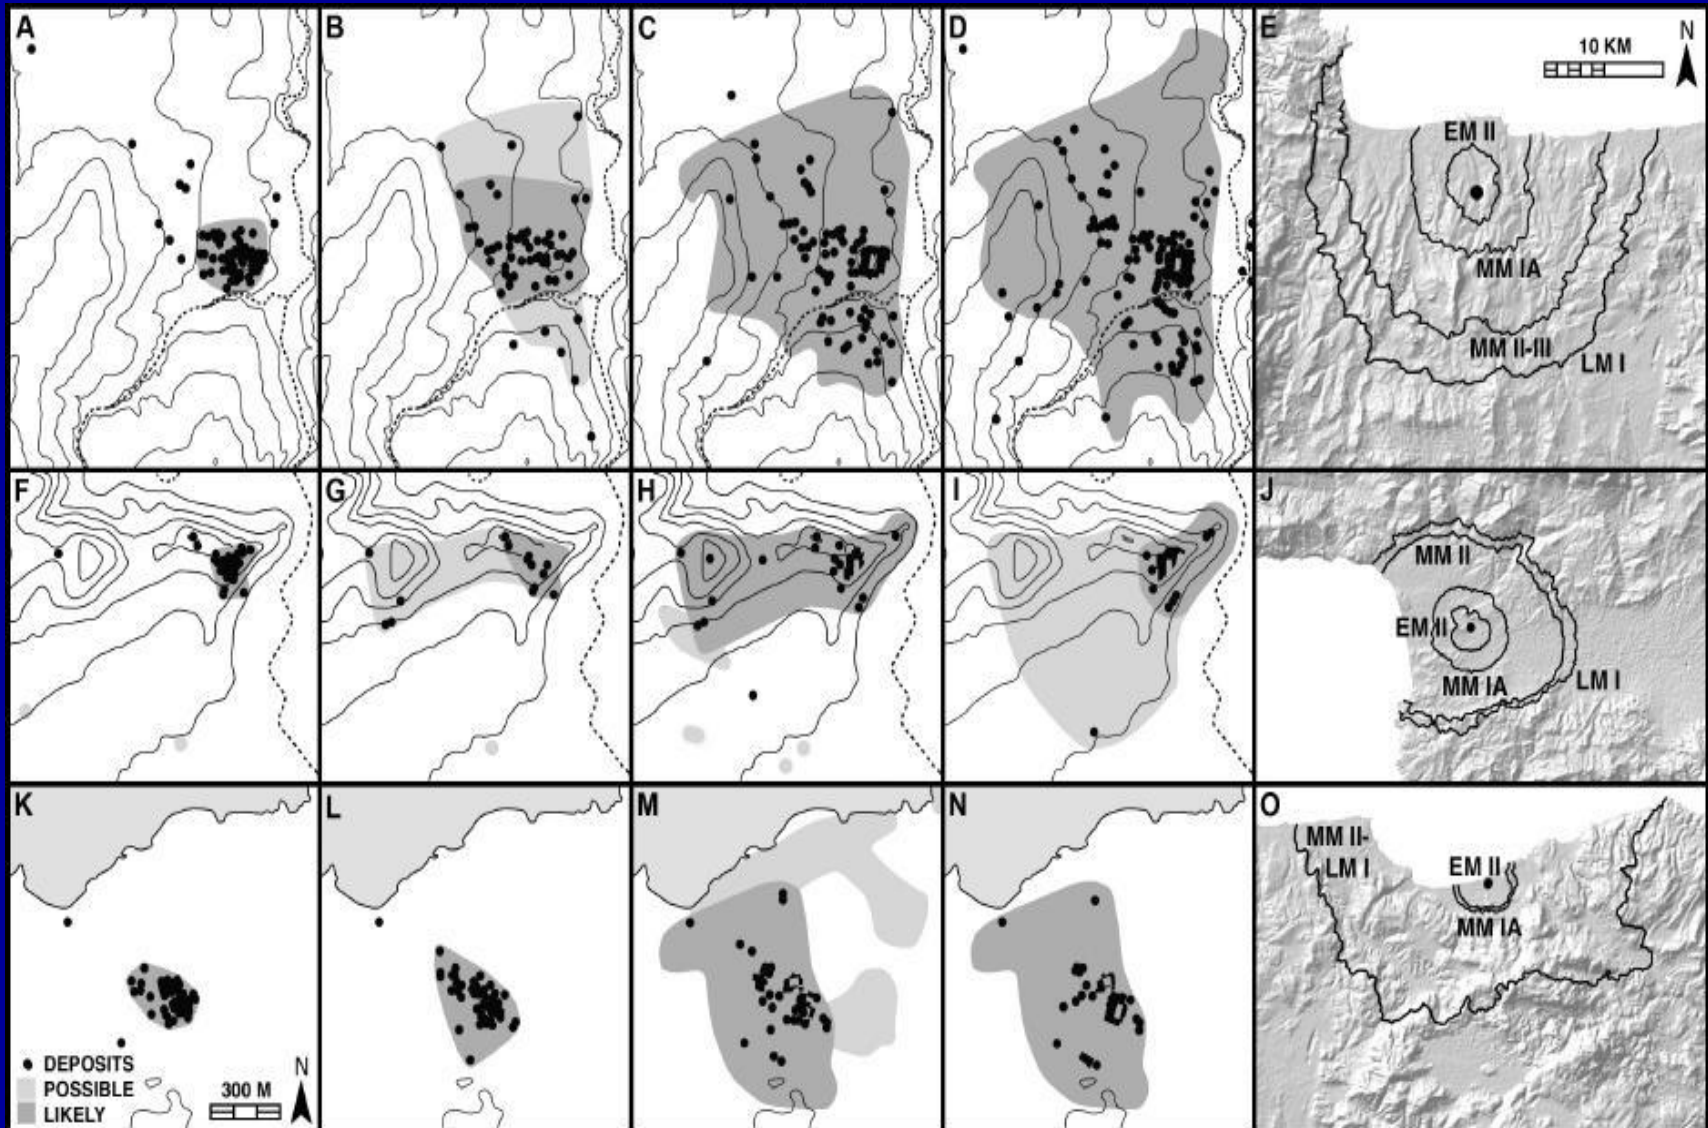 A
B
C
D
E
N
10 KM
EM II
MM IA
MM II-III
LM I
F
G
H
I
J
MM II
EM II
MM IA
LM I
K
L
M
N
O
MM II-
LM I
EM II
MM IA
DEPOSITS
POSSIBLE
LIKELY
300 M
N